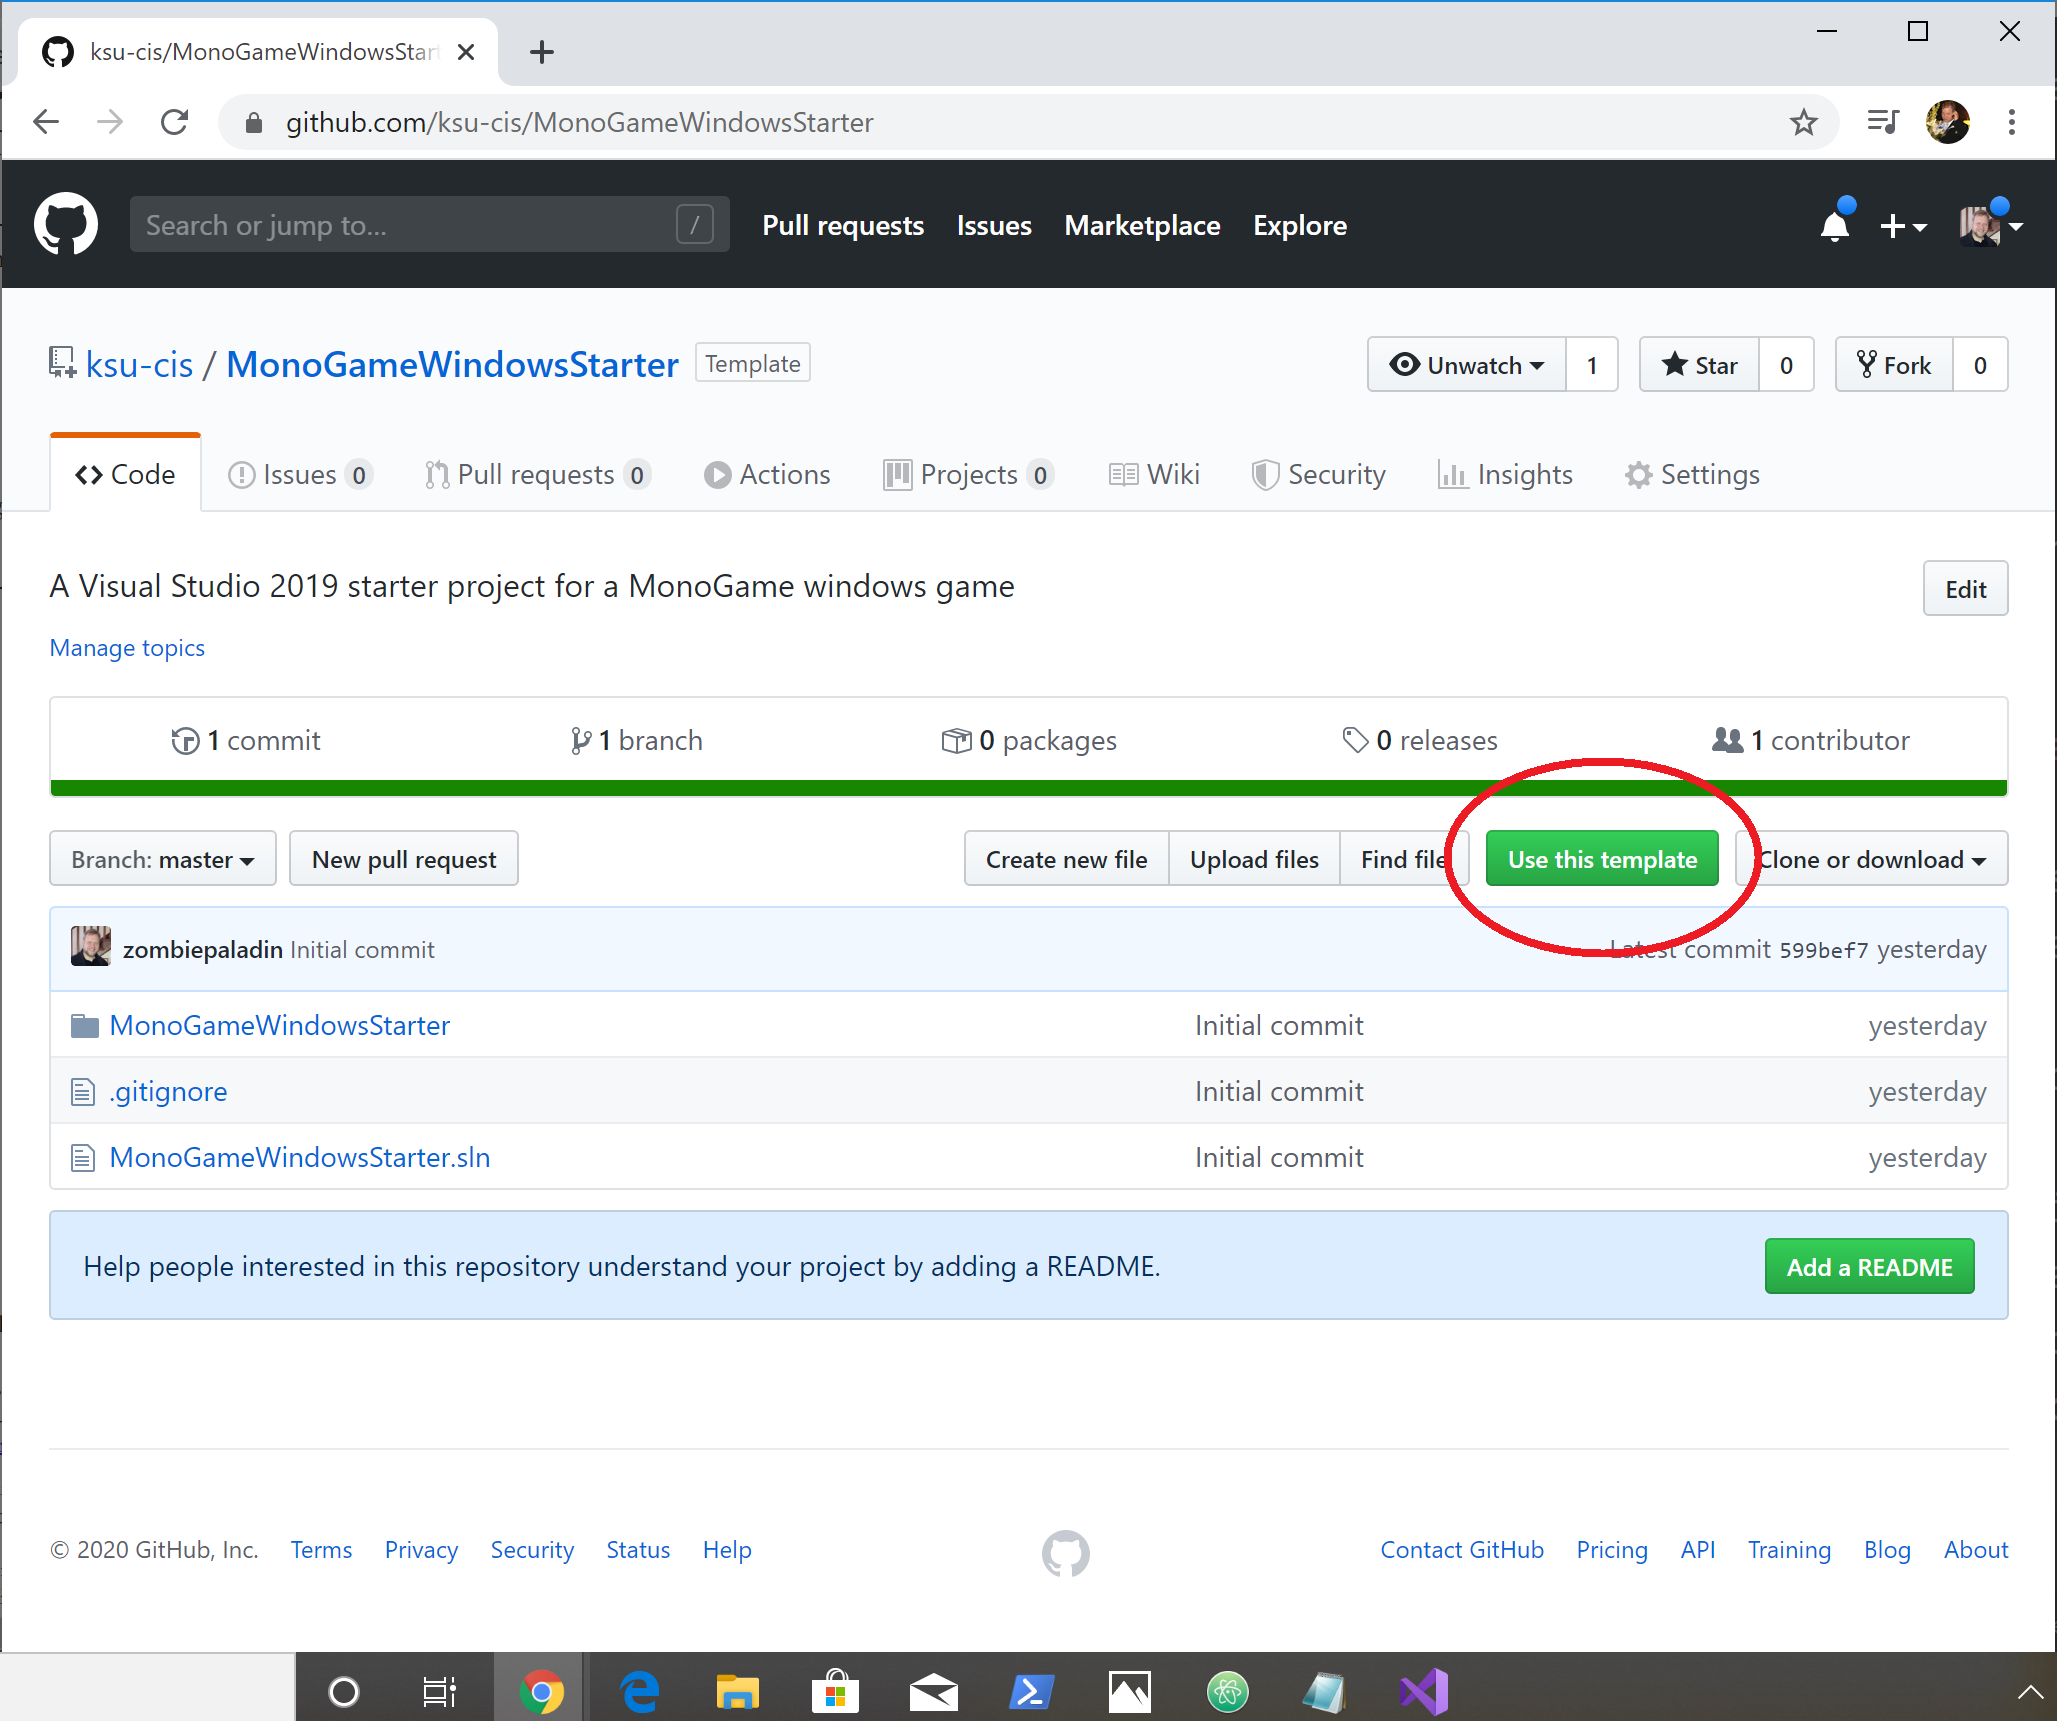 ksu-cis/MonoGameWindowsStar
github.com/ksu-cis/MonoGameWindowsStarter
Search or jump to... /
Pull requests Issues Marketplace Explore
ksu-cis / MonoGameWindowsStarter Template
Unwatch 1 Star 0 Fork 0
Code Issues 0 Pull requests 0 Actions Projects 0 Wiki Security Insights Settings
A Visual Studio 2019 starter project for a MonoGame windows game
Edit
Manage topics
1 commit 1 branch 0 packages 0 releases 1 contributor
Branch: master New pull request Create new file Upload files Find file Use this template Clone or download
zombiepaladin Initial commit Latest commit 599bef7 yesterday
MonoGameWindowsStarter Initial commit yesterday
.gitignore Initial commit yesterday
MonoGameWindowsStarter.sln Initial commit yesterday
Help people interested in this repository understand your project by adding a README. Add a README
© 2020 GitHub, Inc. Terms Privacy Security Status Help Contact GitHub Pricing API Training Blog About